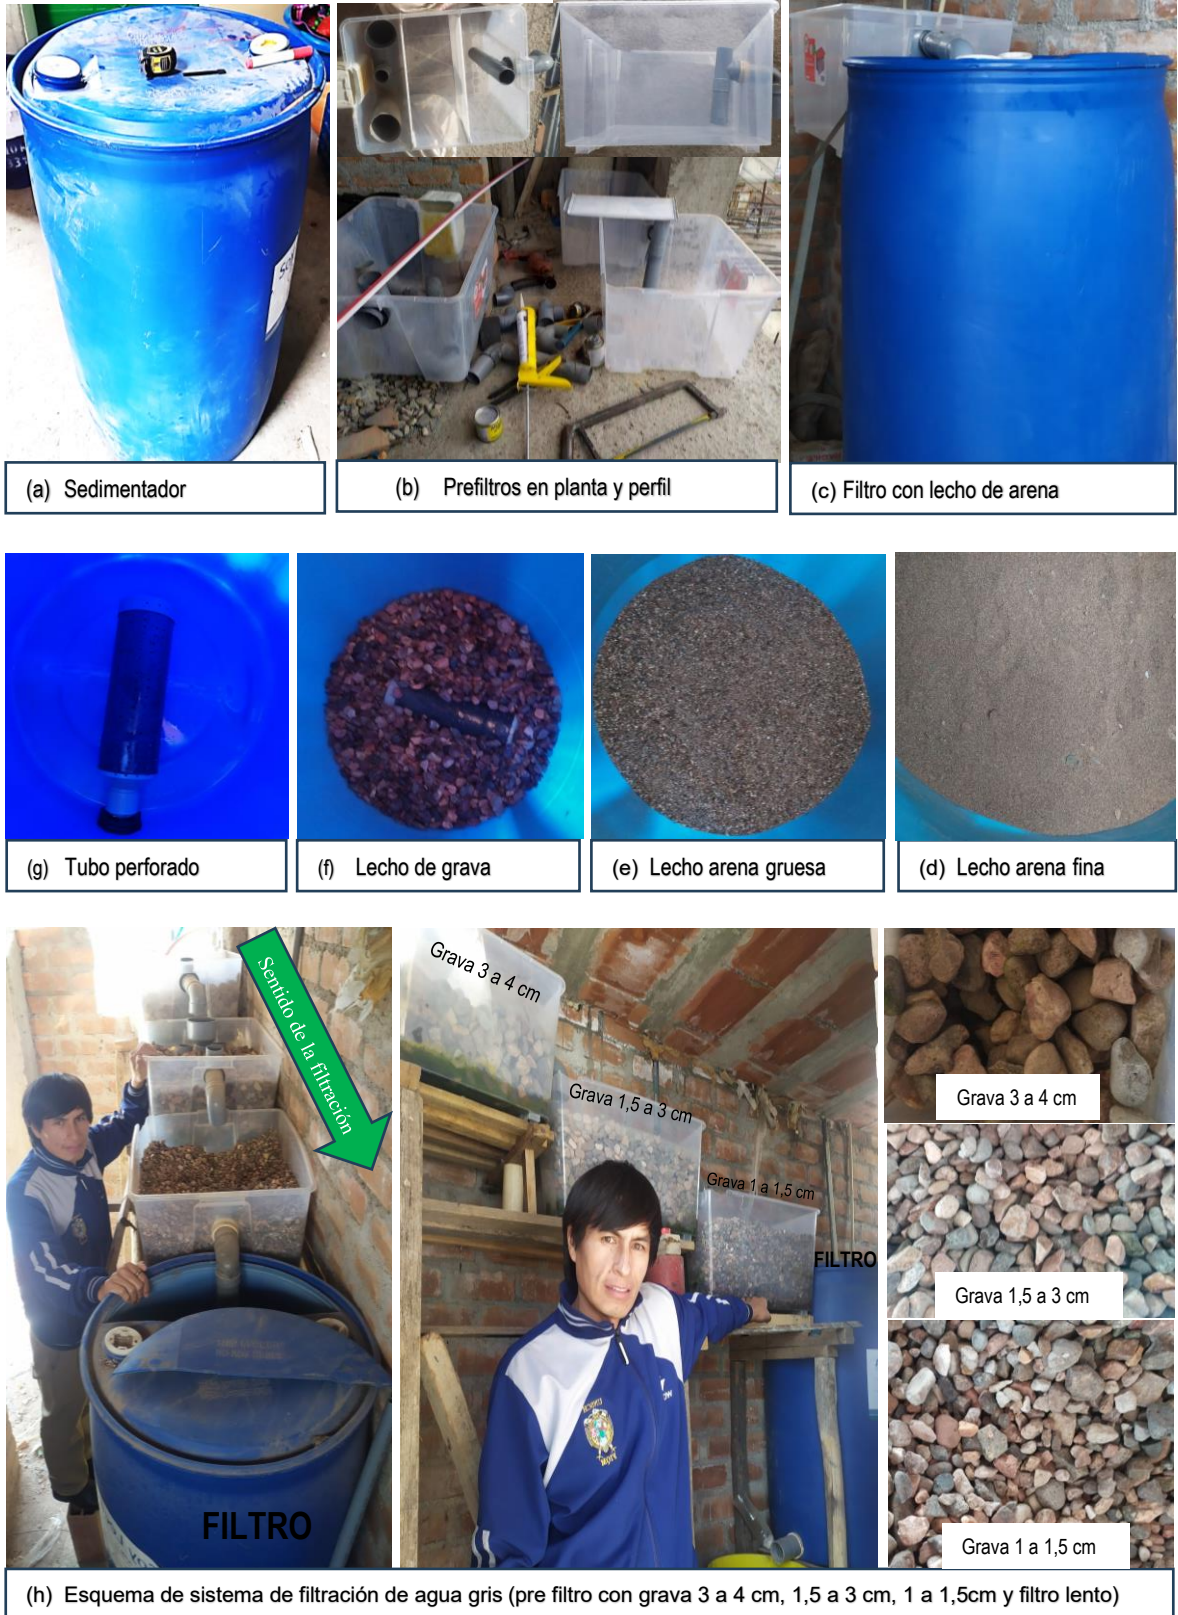 (a) Sedimentador
(b) Prefiltros en planta y perfil
(c) Filtro con lecho de arena
(g) Tubo perforado
(f) Lecho de grava
(e) Lecho arena gruesa
(d) Lecho arena fina
Sentido de la filtración
FILTRO
Grava 3 a 4 cm
Grava 1,5 a 3 cm
Grava 1 a 1,5 cm
FILTRO
Grava 3 a 4 cm
Grava 1,5 a 3 cm
Grava 1 a 1,5 cm
(h) Esquema de sistema de filtración de agua gris (pre filtro con grava 3 a 4 cm, 1,5 a 3 cm, 1 a 1,5cm y filtro lento)